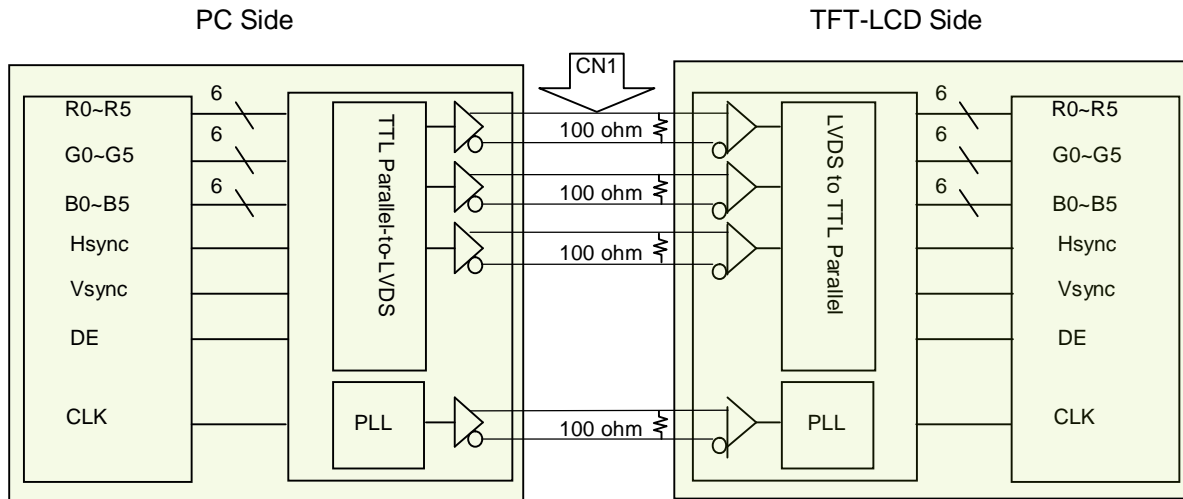 PC Side
TFT-LCD Side
CN1
6
R0~R5
6
G0~G5
6
B0~B5
Hsync
Vsync
DE
CLK
TTL Parallel-to-LVDS
PLL
100 ohm
100 ohm
100 ohm
100 ohm
LVDS to TTL Parallel
PLL
6
R0~R5
6
G0~G5
6
B0~B5
Hsync
Vsync
DE
CLK